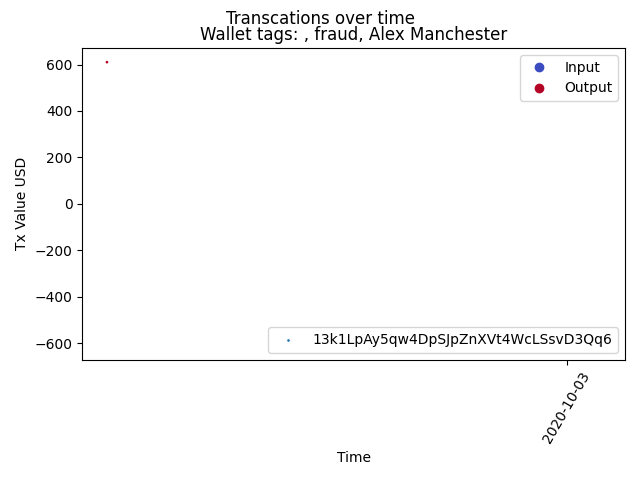 Transcations over time
Wallet tags: , fraud, Alex Manchester
600
400
200
0
−200
−400
−600
Tx Value USD
Input
Output
13k1LpAy5qw4DpSJpZnXVt4WcLSsvD3Qq6
2020-10-03
Time